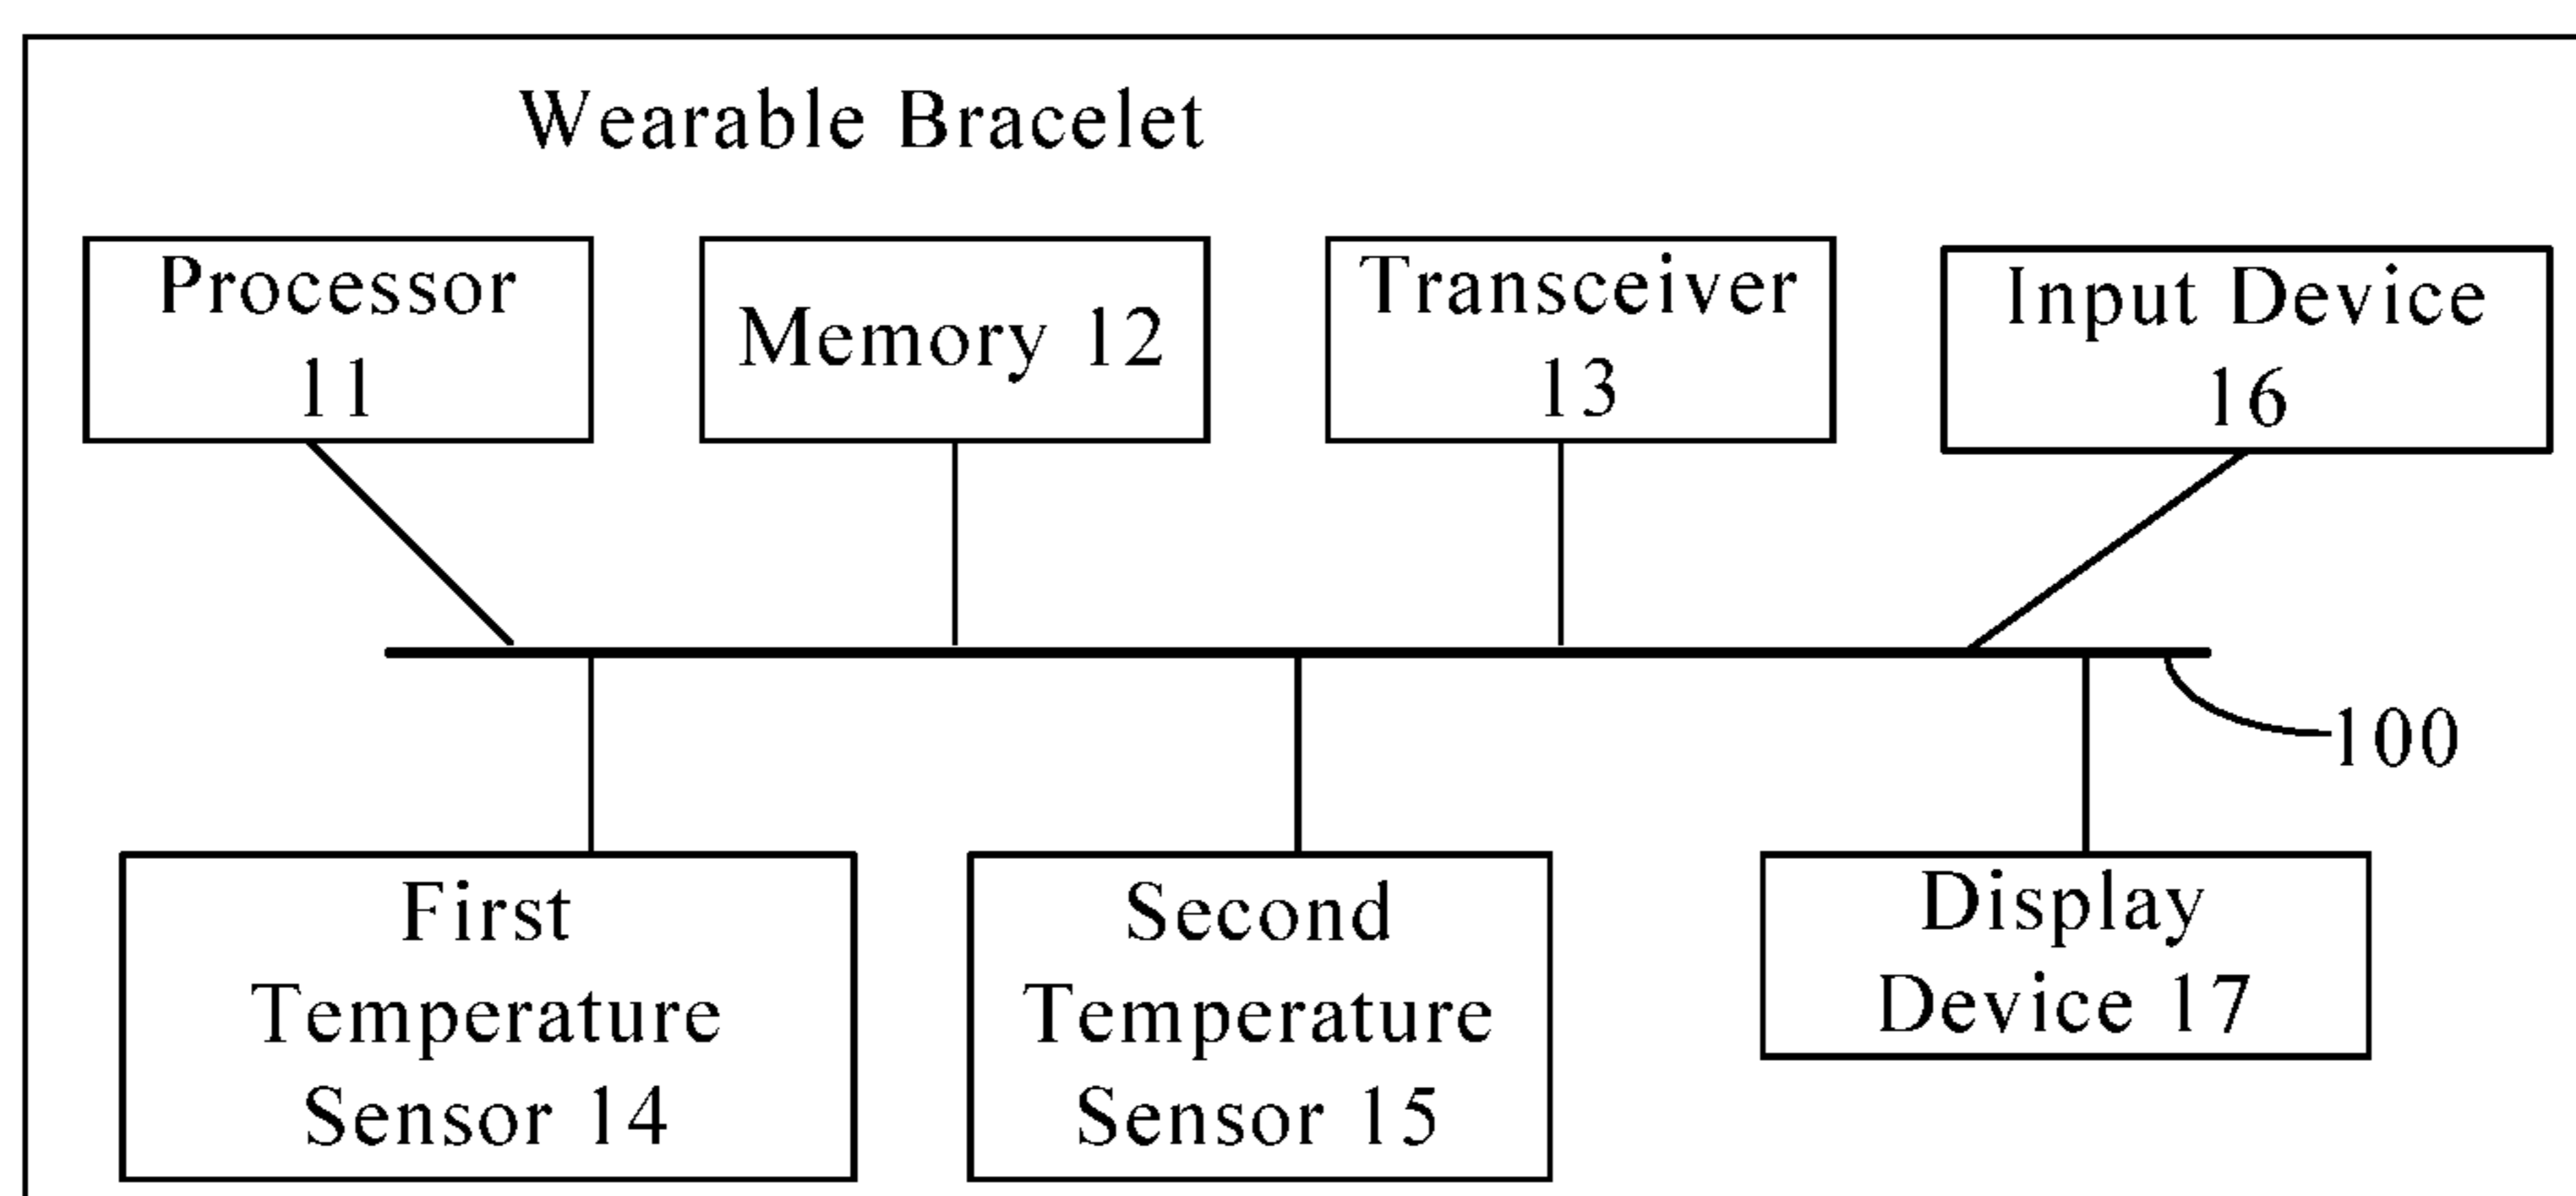 Wearable Bracelet
Processor
11
Memory 12
Transceiver
13
Input Device
16
100
First
Temperature
Sensor 14
Second
Temperature
Sensor 15
Display
Device 17